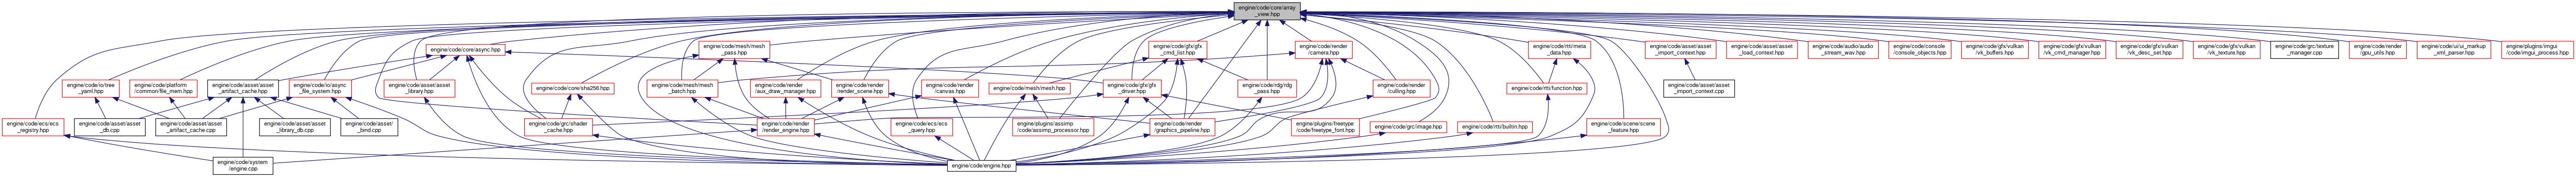 engine/code/core/array
_view.hpp
engine/code/core/async.hpp
engine/code/mesh/mesh
_pass.hpp
engine/code/gfx/gfx
_cmd_list.hpp
engine/code/render
/camera.hpp
engine/code/rtti/meta
_data.hpp
engine/code/asset/asset
_import_context.hpp
engine/code/asset/asset
_load_context.hpp
engine/code/audio/audio
_stream_wav.hpp
engine/code/console
/console_objects.hpp
engine/code/gfx/vulkan
/vk_buffers.hpp
engine/code/gfx/vulkan
/vk_cmd_manager.hpp
engine/code/gfx/vulkan
/vk_desc_set.hpp
engine/code/gfx/vulkan
/vk_texture.hpp
engine/code/grc/texture
_manager.cpp
engine/code/render
/gpu_utils.hpp
engine/code/ui/ui_markup
_xml_parser.hpp
engine/plugins/imgui
/code/imgui_process.hpp
engine/code/io/tree
_yaml.hpp
engine/code/platform
/common/file_mem.hpp
engine/code/asset/asset
_artifact_cache.hpp
engine/code/io/async
_file_system.hpp
engine/code/asset/asset
_library.hpp
engine/code/core/sha256.hpp
engine/code/mesh/mesh
_batch.hpp
engine/code/render
/aux_draw_manager.hpp
engine/code/render
/render_scene.hpp
engine/code/render
/canvas.hpp
engine/code/mesh/mesh.hpp
engine/code/gfx/gfx
_driver.hpp
engine/code/rdg/rdg
_pass.hpp
engine/code/render
/culling.hpp
engine/code/rtti/function.hpp
engine/code/asset/asset
_import_context.cpp
engine/code/ecs/ecs
_registry.hpp
engine/code/asset/asset
_db.cpp
engine/code/asset/asset
_artifact_cache.cpp
engine/code/asset/asset
_library_db.cpp
engine/code/asset/
_bind.cpp
engine/code/grc/shader
_cache.hpp
engine/code/render
/render_engine.hpp
engine/code/ecs/ecs
_query.hpp
engine/plugins/assimp
/code/assimp_processor.hpp
engine/code/render
/graphics_pipeline.hpp
engine/plugins/freetype
/code/freetype_font.hpp
engine/code/grc/image.hpp
engine/code/rtti/builtin.hpp
engine/code/scene/scene
_feature.hpp
engine/code/system
/engine.cpp
engine/code/engine.hpp